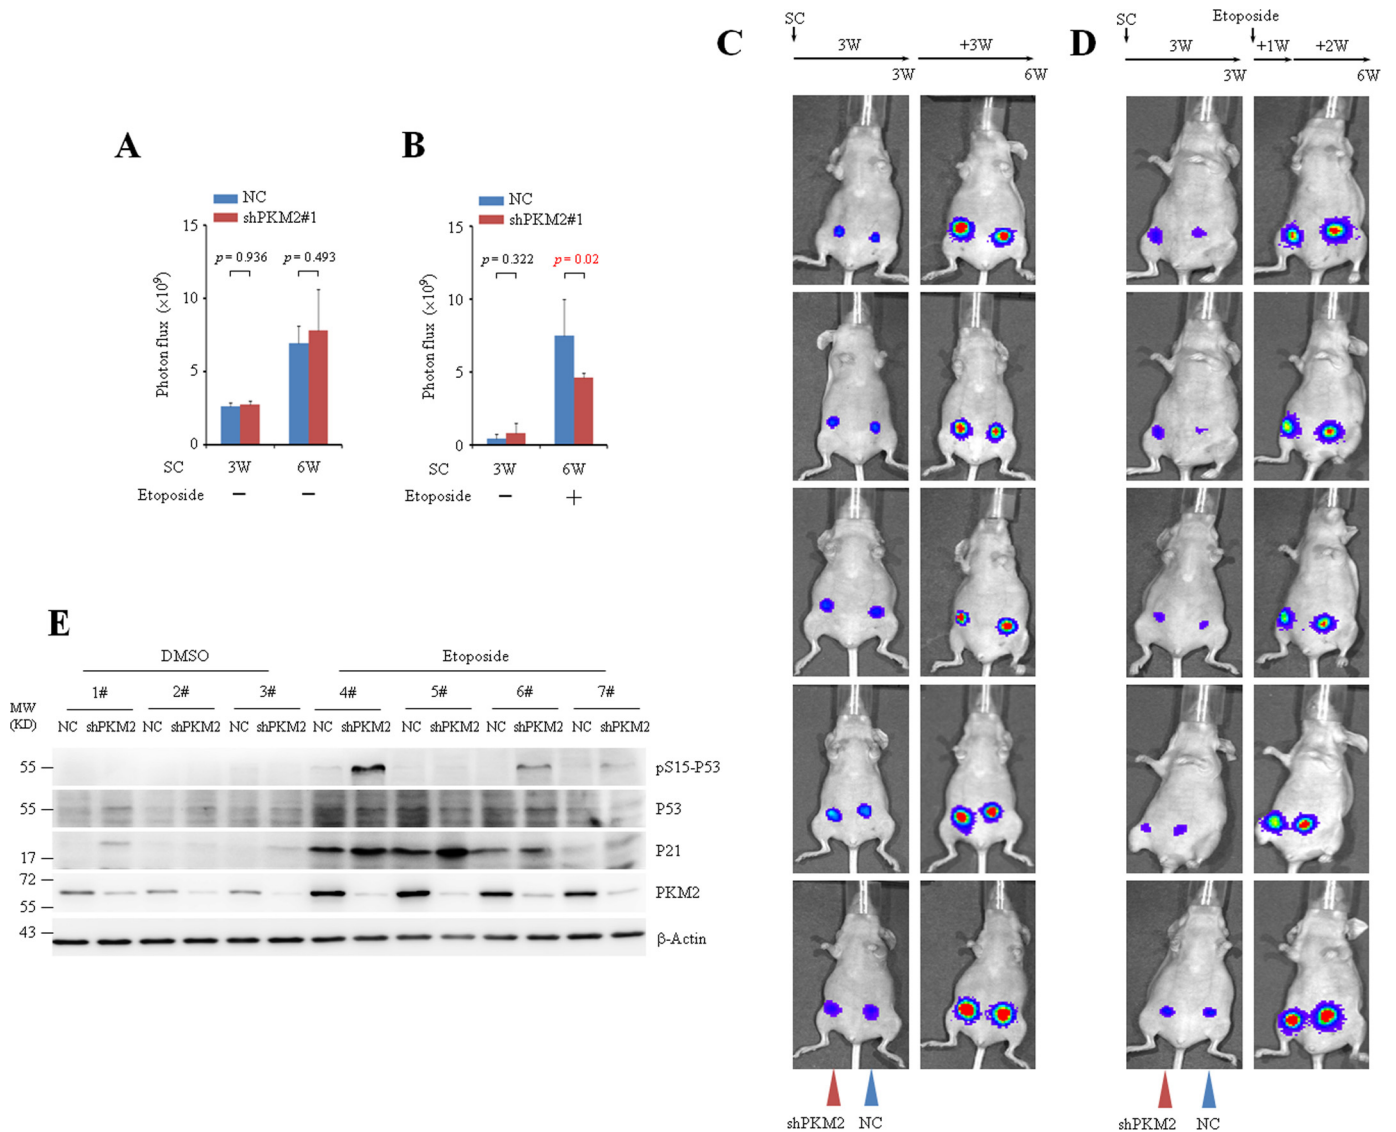 A
NC
shPKM2#1
15
10
5
0
Photon flux (×10⁹)
p = 0.936
p = 0.493
SC 3W 6W
Etoposide − −
B
NC
shPKM2#1
15
10
5
0
Photon flux (×10⁹)
p = 0.322
p = 0.02
SC 3W 6W
Etoposide − +
C
SC
3W +3W
3W 6W
shPKM2 NC
D
SC Etoposide
3W +1W +2W
3W 6W
shPKM2 NC
E
DMSO Etoposide
1# 2# 3# 4# 5# 6# 7#
MW
(KD)
NC shPKM2 NC shPKM2 NC shPKM2 NC shPKM2 NC shPKM2 NC shPKM2 NC shPKM2
55 pS15-P53
55 P53
17 P21
72
55 PKM2
43 β-Actin